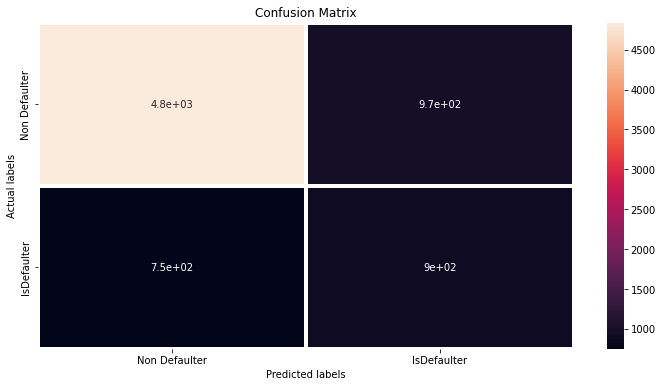 Confusion Matrix
Actual labels
Non Defaulter
4.8e+03
9.7e+02
IsDefaulter
7.5e+02
9e+02
Non Defaulter
IsDefaulter
Predicted labels
4500
4000
3500
3000
2500
2000
1500
1000